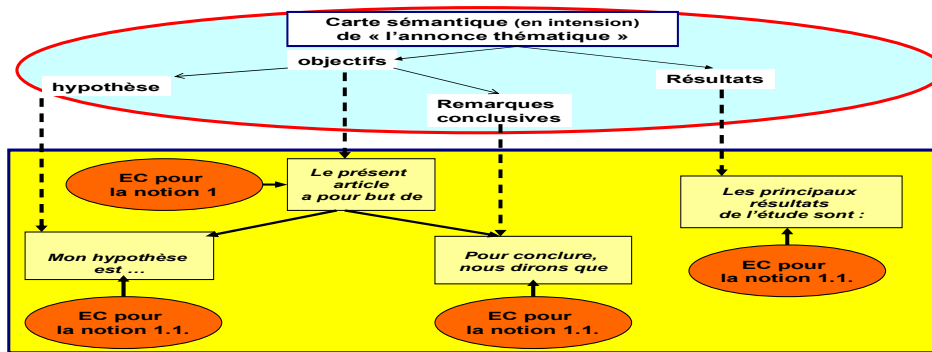 Carte sémantique (en intension)
de « l'annonce thématique »
objectifs
hypothèse
Résultats
Remarques
conclusives
EC pour
la notion 1
Le présent
article
a pour but de
Les principaux
résultats
de l'étude sont :
Mon hypothèse
est ...
Pour conclure,
nous dirons que
EC pour
la notion 1.1.
EC pour
la notion 1.1.
EC pour
la notion 1.1.